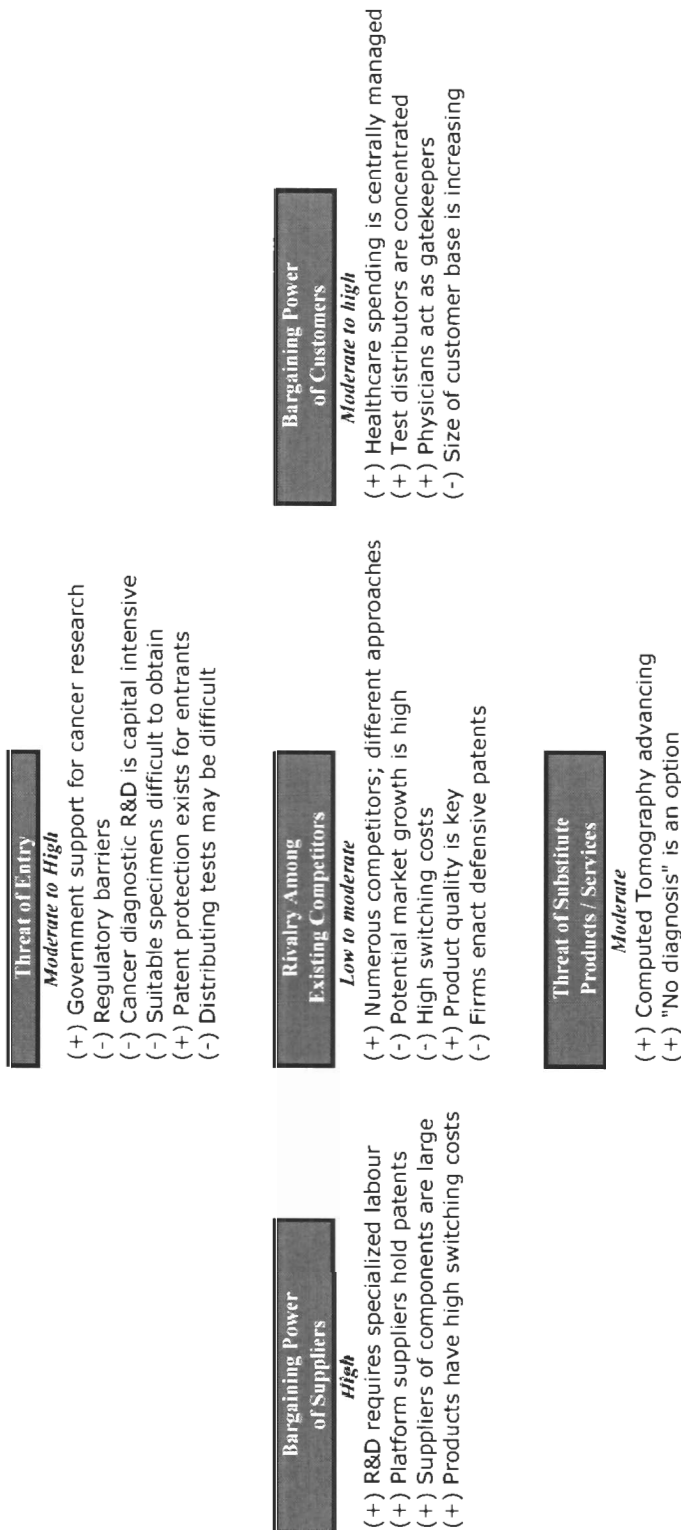 Threat of Entry
Moderate to High
(+) Government support for cancer research
(-) Regulatory barriers
(-) Cancer diagnostic R&D is capital intensive
(-) Suitable specimens difficult to obtain
(+) Patent protection exists for entrants
(-) Distributing tests may be difficult
Bargaining Power
of Suppliers
High
(+) R&D requires specialized labour
(+) Platform suppliers hold patents
(+) Suppliers of components are large
(+) Products have high switching costs
Rivalry Among
Existing Competitors
Low to moderate
(+) Numerous competitors; different approaches
(-) Potential market growth is high
(-) High switching costs
(+) Product quality is key
(-) Firms enact defensive patents
Bargaining Power
of Customers
Moderate to high
(+) Healthcare spending is centrally managed
(+) Test distributors are concentrated
(+) Physicians act as gatekeepers
(-) Size of customer base is increasing
Threat of Substitute
Products / Services
Moderate
(+) Computed Tomography advancing
(+) "No diagnosis" is an option